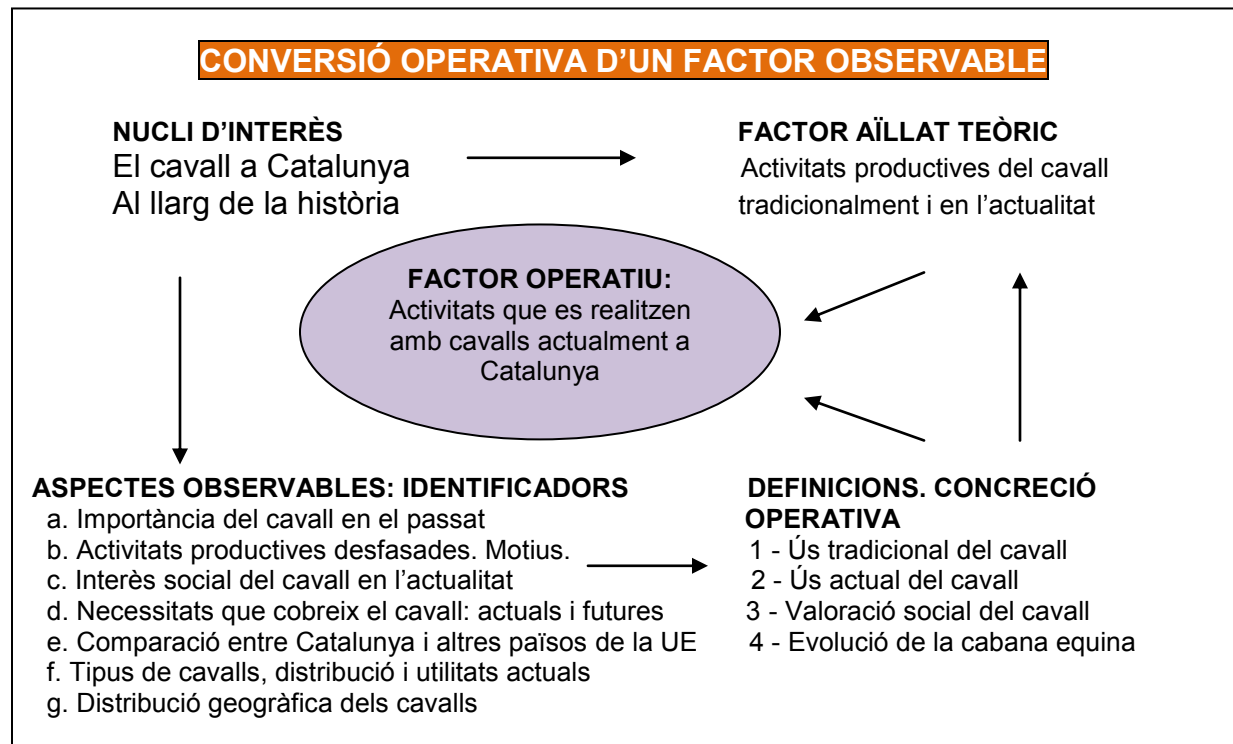 CONVERSIÓ OPERATIVA D'UN FACTOR OBSERVABLE
NUCLI D'INTERÈS
El cavall a Catalunya
Al llarg de la història
FACTOR AÏLLAT TEÒRIC
Activitats productives del cavall
tradicionalment i en l'actualitat
FACTOR OPERATIU:
Activitats que es realitzen
amb cavalls actualment a
Catalunya
ASPECTES OBSERVABLES: IDENTIFICADORS
a. Importància del cavall en el passat
b. Activitats productives desfasades. Motius.
c. Interès social del cavall en l'actualitat
d. Necessitats que cobreix el cavall: actuals i futures
e. Comparació entre Catalunya i altres països de la UE
f. Tipus de cavalls, distribució i utilitats actuals
g. Distribució geogràfica dels cavalls
DEFINICIONS. CONCRECIÓ
OPERATIVA
1 - Ús tradicional del cavall
2 - Ús actual del cavall
3 - Valoració social del cavall
4 - Evolució de la cabana equina